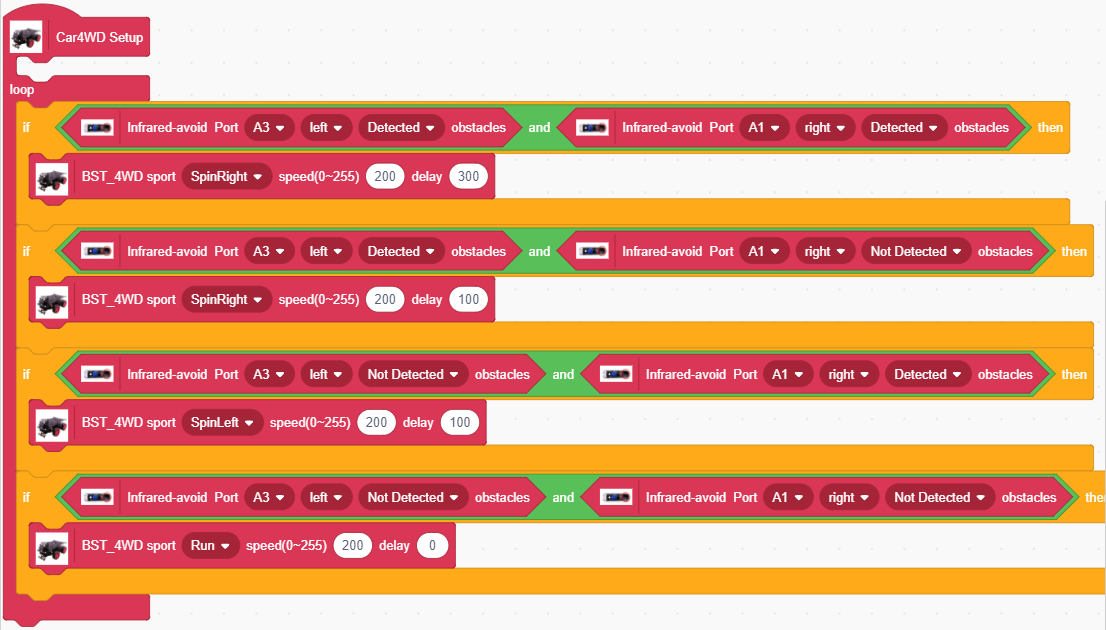 Car4WD Setup
loop
if Infrared-avoid Port A3 left Detected obstacles and Infrared-avoid Port A1 right Detected obstacles then
BST_4WD sport SpinRight speed(0~255) 200 delay 300
if Infrared-avoid Port A3 left Detected obstacles and Infrared-avoid Port A1 right Not Detected obstacles then
BST_4WD sport SpinRight speed(0~255) 200 delay 100
if Infrared-avoid Port A3 left Not Detected obstacles and Infrared-avoid Port A1 right Detected obstacles then
BST_4WD sport SpinLeft speed(0~255) 200 delay 100
if Infrared-avoid Port A3 left Not Detected obstacles and Infrared-avoid Port A1 right Not Detected obstacles the
BST_4WD sport Run speed(0~255) 200 delay 0